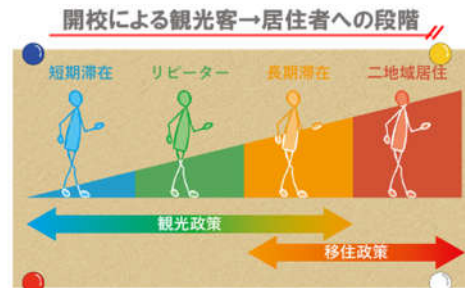 開校による観光客→居住者への段階
短期滞在 リピーター 長期滞在 二地域居住
観光政策
移住政策